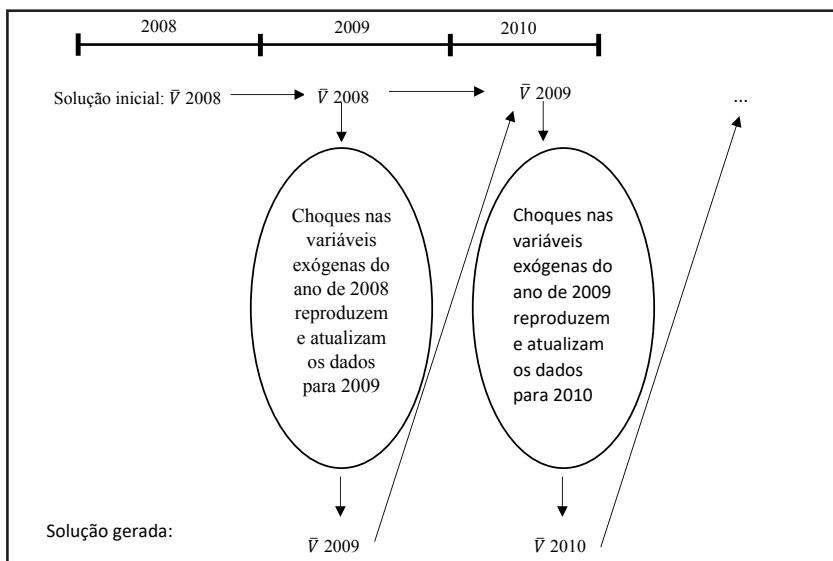 2008 2009 2010
Solução inicial: V̄ 2008 V̄ 2008 V̄ 2009 ...
Choques nas
variáveis
exógenas do
ano de 2008
reproduzem
e atualizam
os dados
para 2009
Choques nas
variáveis
exógenas do
ano de 2009
reproduzem
e atualizam
os dados
para 2010
Solução gerada:
V̄ 2009 V̄ 2010